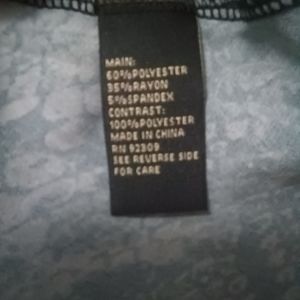 MAIN:
60%POLYESTER
35%RAYON
5%SPANDEX
CONTRAST:
100%POLYESTER
MADE IN CHINA
RN 92309
SEE REVERSE SIDE
FOR CARE